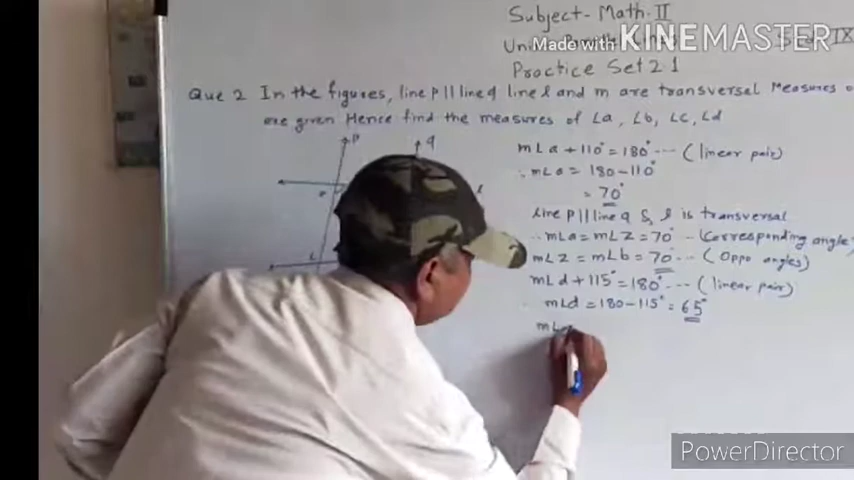 Subject- Math-II
Made with KINEMASTER
IX
Practice Set 2.1
Que 2 In the figures, line p || line q line l and m are transversal Measures
are given Hence find the measures of ∠a, ∠b, ∠c, ∠d
p
q
m∠a + 110° = 180° --- (linear pair)
∴ m∠a = 180 - 110°
= 70°
line p || line q & l is transversal
∴ m∠a = m∠z = 70° -- (corresponding angle)
m∠z = m∠b = 70° -- (Oppo angles)
m∠d + 115° = 180° -- (linear pair)
m∠d = 180 - 115° = 65°
m∠
PowerDirector